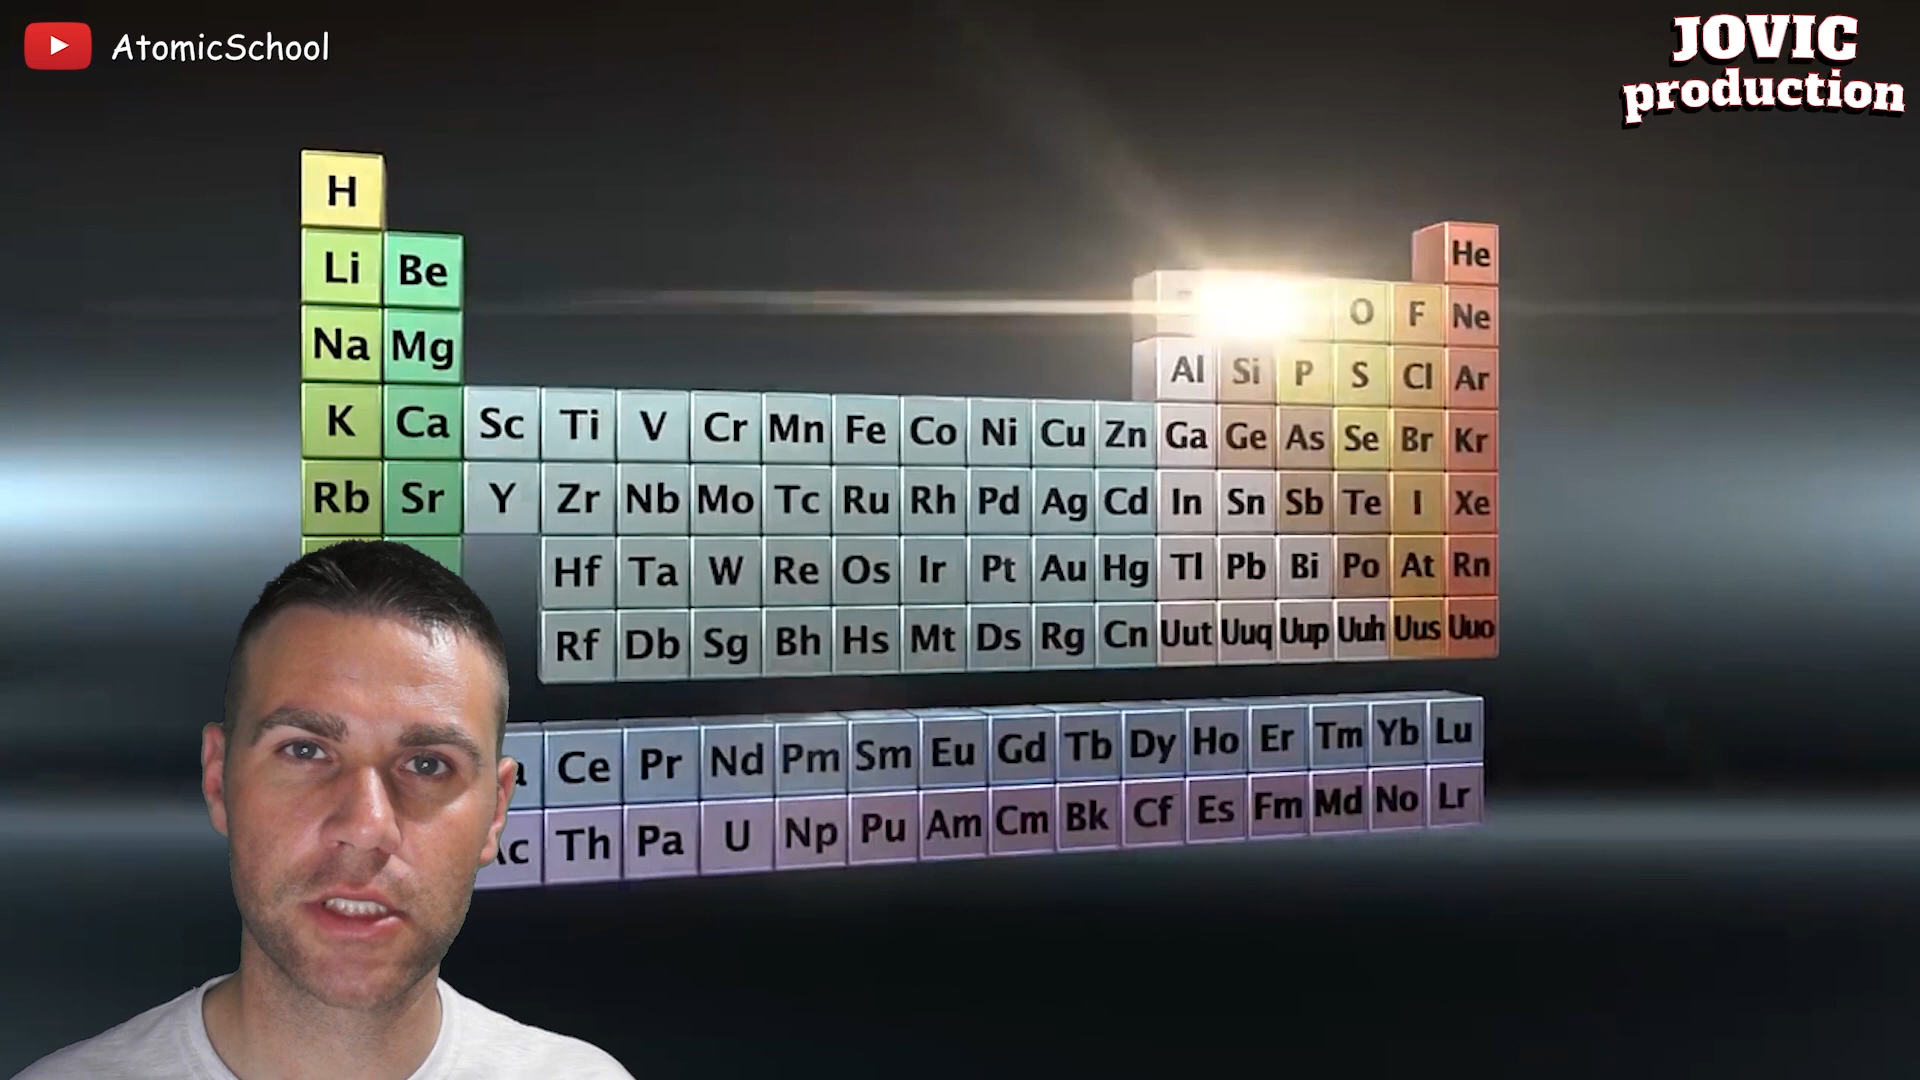 AtomicSchool
JOVIC
production
H
He
Li Be O F Ne
Na Mg Al Si P S Cl Ar
K Ca Sc Ti V Cr Mn Fe Co Ni Cu Zn Ga Ge As Se Br Kr
Rb Sr Y Zr Nb Mo Tc Ru Rh Pd Ag Cd In Sn Sb Te I Xe
Hf Ta W Re Os Ir Pt Au Hg Tl Pb Bi Po At Rn
Rf Db Sg Bh Hs Mt Ds Rg Cn Uut Uuq Uup Uuh Uus Uuo
Ce Pr Nd Pm Sm Eu Gd Tb Dy Ho Er Tm Yb Lu
Th Pa U Np Pu Am Cm Bk Cf Es Fm Md No Lr